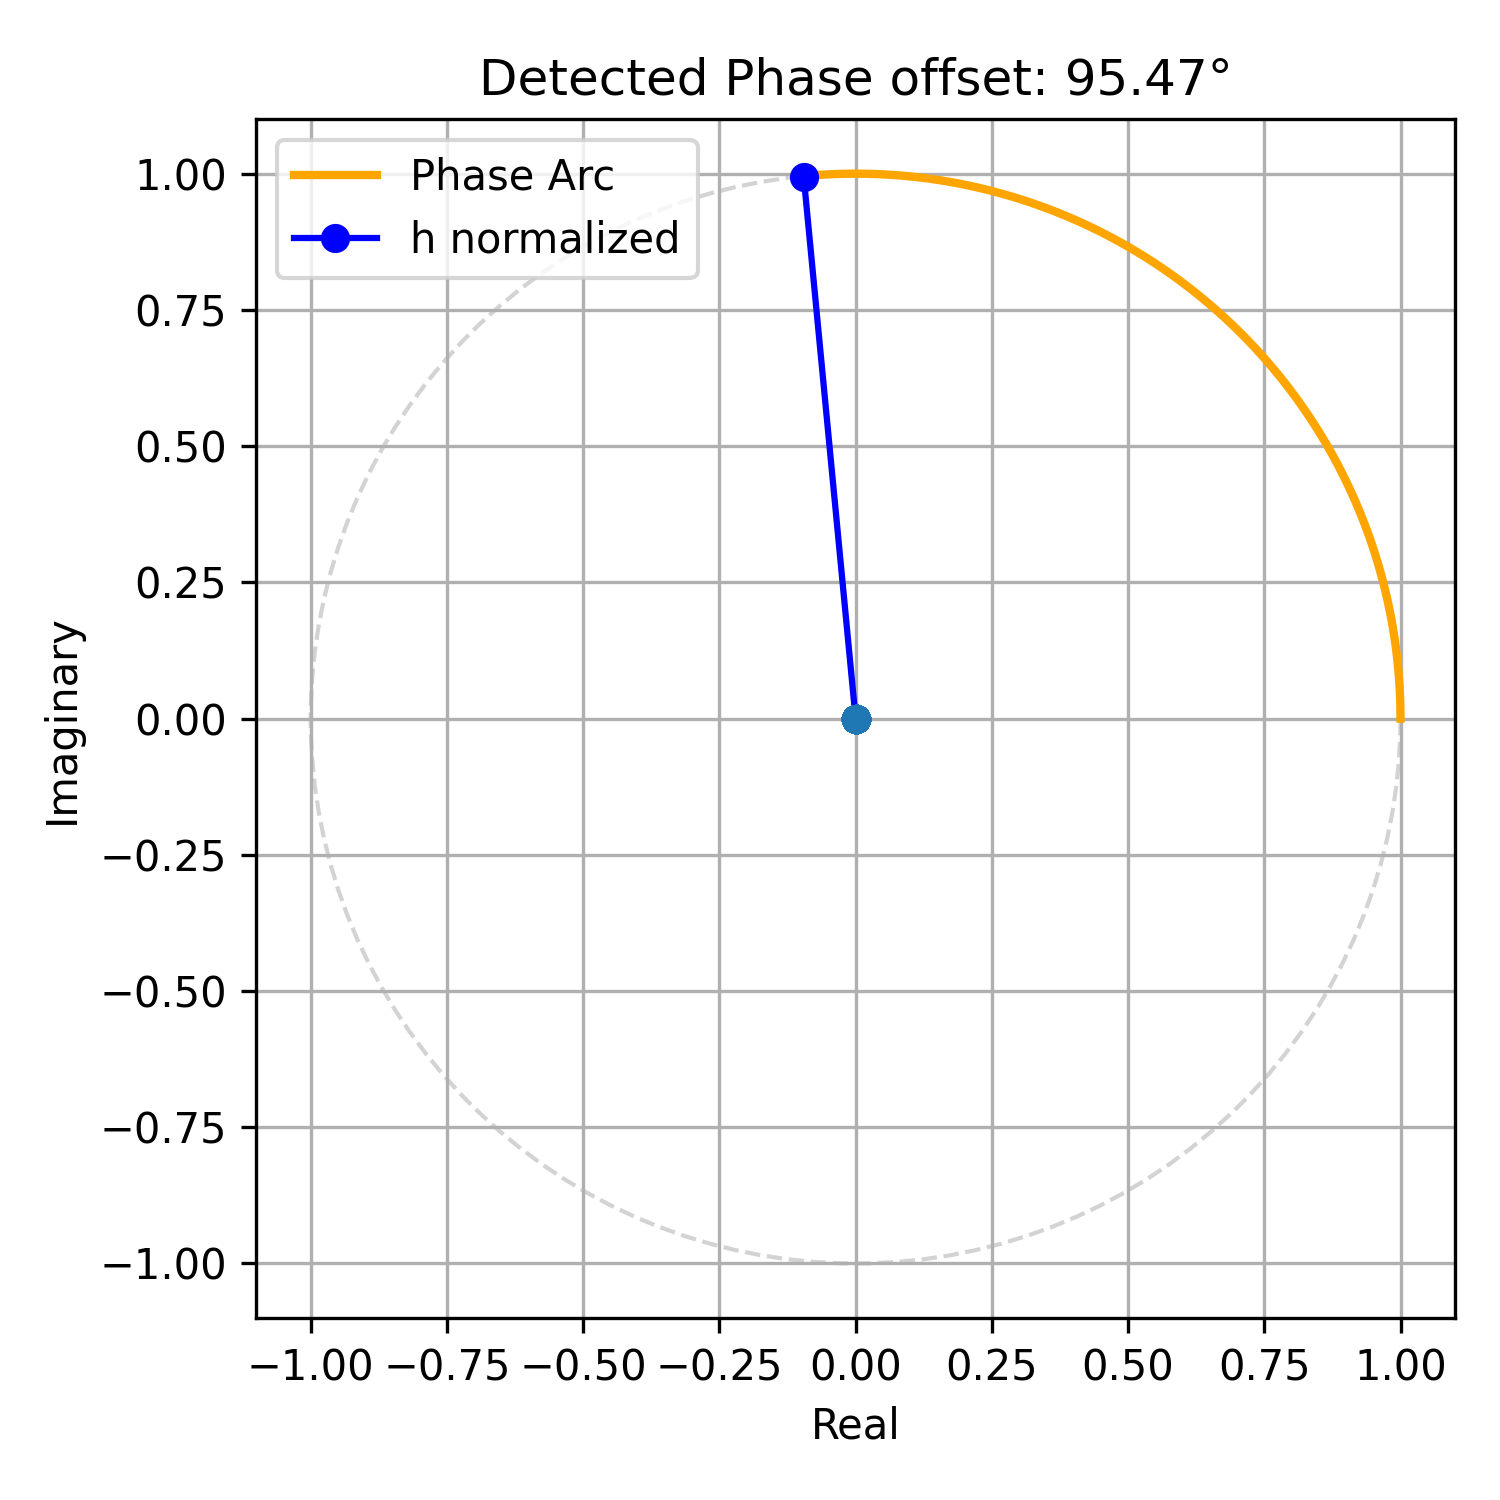 Detected Phase offset: 95.47°
Phase Arc
h normalized
1.00
0.75
0.50
0.25
0.00
−0.25
−0.50
−0.75
−1.00
Imaginary
−1.00 −0.75 −0.50 −0.25 0.00 0.25 0.50 0.75 1.00
Real